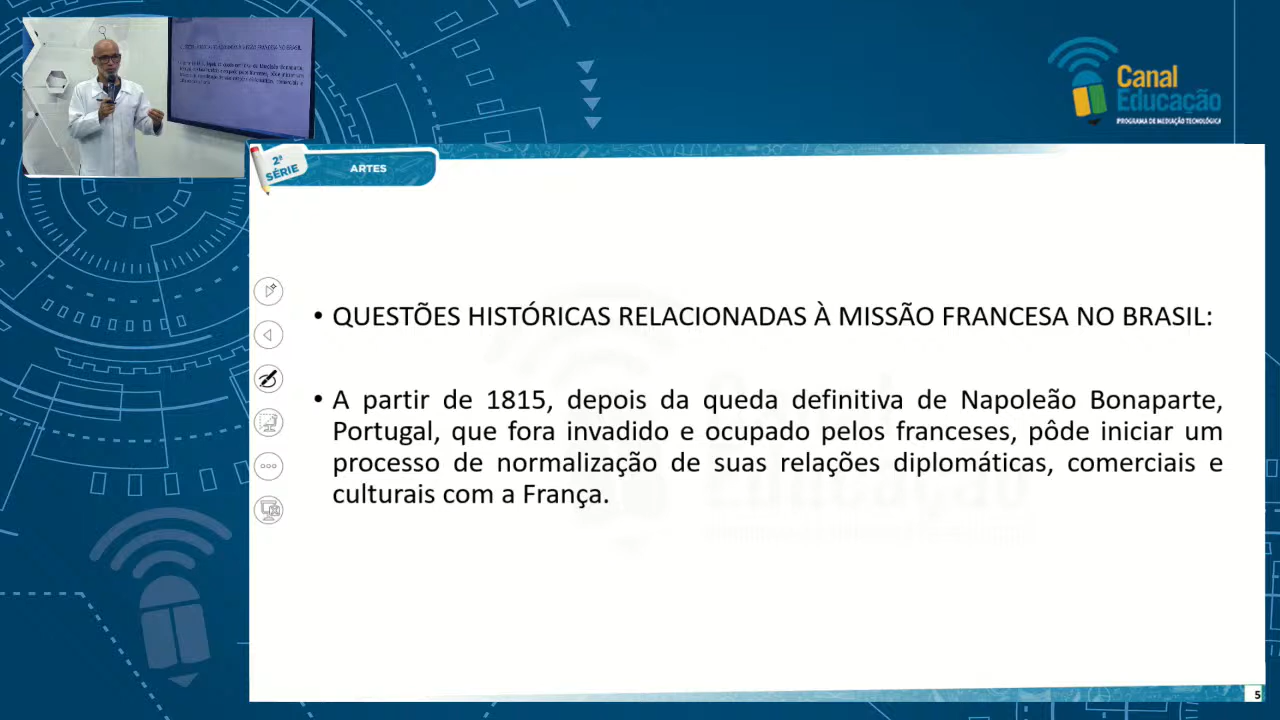 Canal
Educação
PROGRAMA DE MEDIAÇÃO TECNOLÓGICA
2ª
SÉRIE
ARTES
• QUESTÕES HISTÓRICAS RELACIONADAS À MISSÃO FRANCESA NO BRASIL:
• A partir de 1815, depois da queda definitiva de Napoleão Bonaparte,
Portugal, que fora invadido e ocupado pelos franceses, pôde iniciar um
processo de normalização de suas relações diplomáticas, comerciais e
culturais com a França.
5